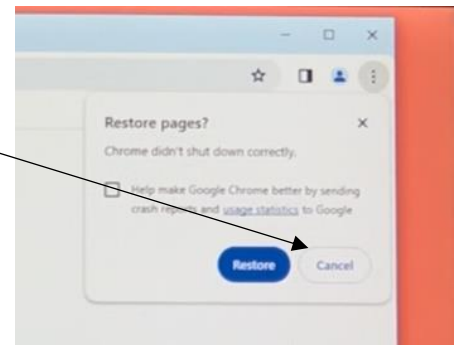 Restore pages?
Chrome didn't shut down correctly.
Help make Google Chrome better by sending
crash reports and usage statistics to Google
Restore
Cancel